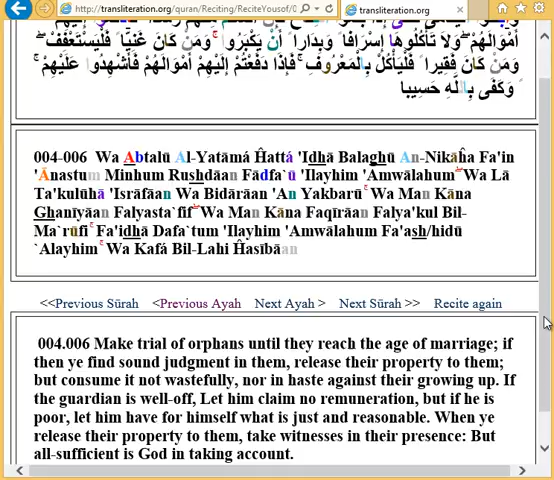 http://transliteration.org/quran/Reciting/ReciteYousof/0
transliteration.org
أَمْوَالَهُمْ ۖ وَلاَ تَأْكُلُوهَا إِسْرَافا ً وَبِدَارا ً أَنْ يَكْبَرُوا ۚ وَمَنْ كَانَ غَنِيّا ً فَلْيَسْتَعْفِفْ ۖ
وَمَنْ كَانَ فَقِيرا ً فَلْيَأْكُلْ بِالْمَعْرُوفِ ۚ فَإِذَا دَفَعْتُمْ إِلَيْهِمْ أَمْوَالَهُمْ فَأَشْهِدُوا عَلَيْهِمْ ۚ
وَكَفَى بِاللَّهِ حَسِيبا ً
004-006 Wa Abtalū Al-Yatāmá Ĥattá 'Idhā Balaghū An-Nikāĥa Fa'in
'Ānastum Minhum Rushdāan Fādfa`ū 'Ilayhim 'Amwālahum ۖ Wa Lā
Ta'kulūhā 'Isrāfāan Wa Bidārāan 'An Yakbarū ۚ Wa Man Kāna
Ghanīyāan Falyasta`fif ۖ Wa Man Kāna Faqīrāan Falya'kul Bil-
Ma`rūfi ۚ Fa'idhā Dafa`tum 'Ilayhim 'Amwālahum Fa'ash/hidū
`Alayhim ۚ Wa Kafá Bil-Lahi Ĥasībāan
<<Previous Sūrah <Previous Ayah Next Ayah > Next Sūrah >> Recite again
004.006 Make trial of orphans until they reach the age of marriage; if
then ye find sound judgment in them, release their property to them;
but consume it not wastefully, nor in haste against their growing up. If
the guardian is well-off, Let him claim no remuneration, but if he is
poor, let him have for himself what is just and reasonable. When ye
release their property to them, take witnesses in their presence: But
all-sufficient is God in taking account.